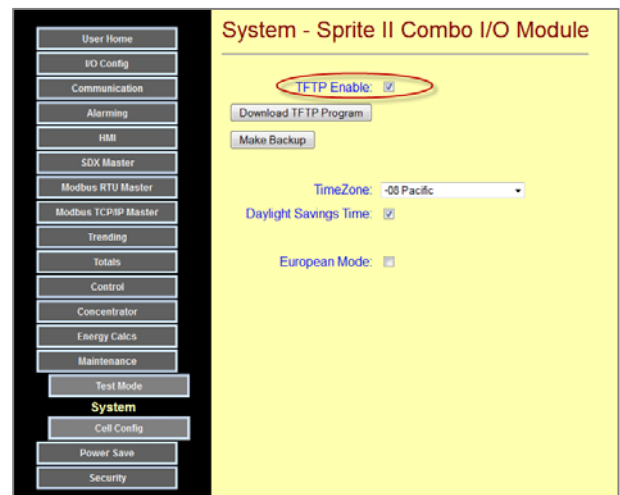 System - Sprite II Combo I/O Module
User Home
I/O Config
Communication
Alarming
HMI
SDX Master
Modbus RTU Master
Modbus TCP/IP Master
Trending
Totals
Control
Concentrator
Energy Calcs
Maintenance
Test Mode
System
Cell Config
Power Save
Security
TFTP Enable:
Download TFTP Program
Make Backup
TimeZone: -08 Pacific
Daylight Savings Time:
European Mode: